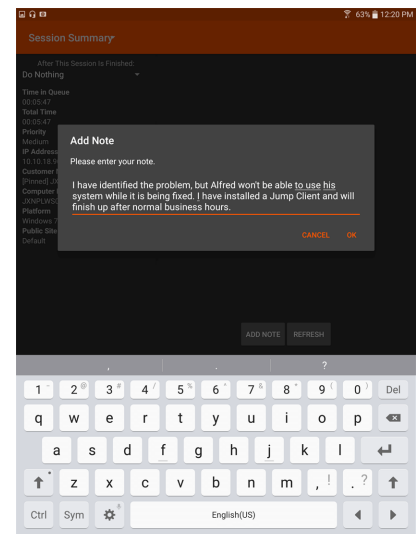 63% 12:20 PM
Session Summary
After This Session Is Finished:
Do Nothing
Time in Queue
00:05:47
Total Time
00:05:47
Priority
Medium
IP Address
10.10.18.9
Customer
[Pinned] JX
Computer
JXNPLWSC
Platform
Windows 7
Public Site
Default
Add Note
Please enter your note.
I have identified the problem, but Alfred won't be able to use his
system while it is being fixed. I have installed a Jump Client and will
finish up after normal business hours.
CANCEL OK
ADD NOTE REFRESH
, . ?
1 - 2 @ 3 # 4 / 5 % 6 ^ 7 & 8 * 9 ( 0 ) Del
q w e r t y u i o p
a s d f g h j k l
z x c v b n m , ! . ?
Ctrl Sym English(US)